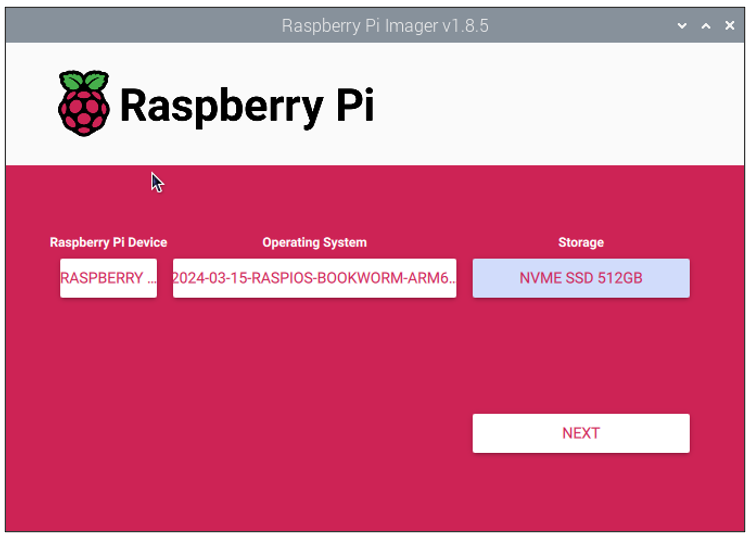 Raspberry Pi Imager v1.8.5
Raspberry Pi
Raspberry Pi Device Operating System Storage
RASPBERRY ... 2024-03-15-RASPIOS-BOOKWORM-ARM6... NVME SSD 512GB
NEXT